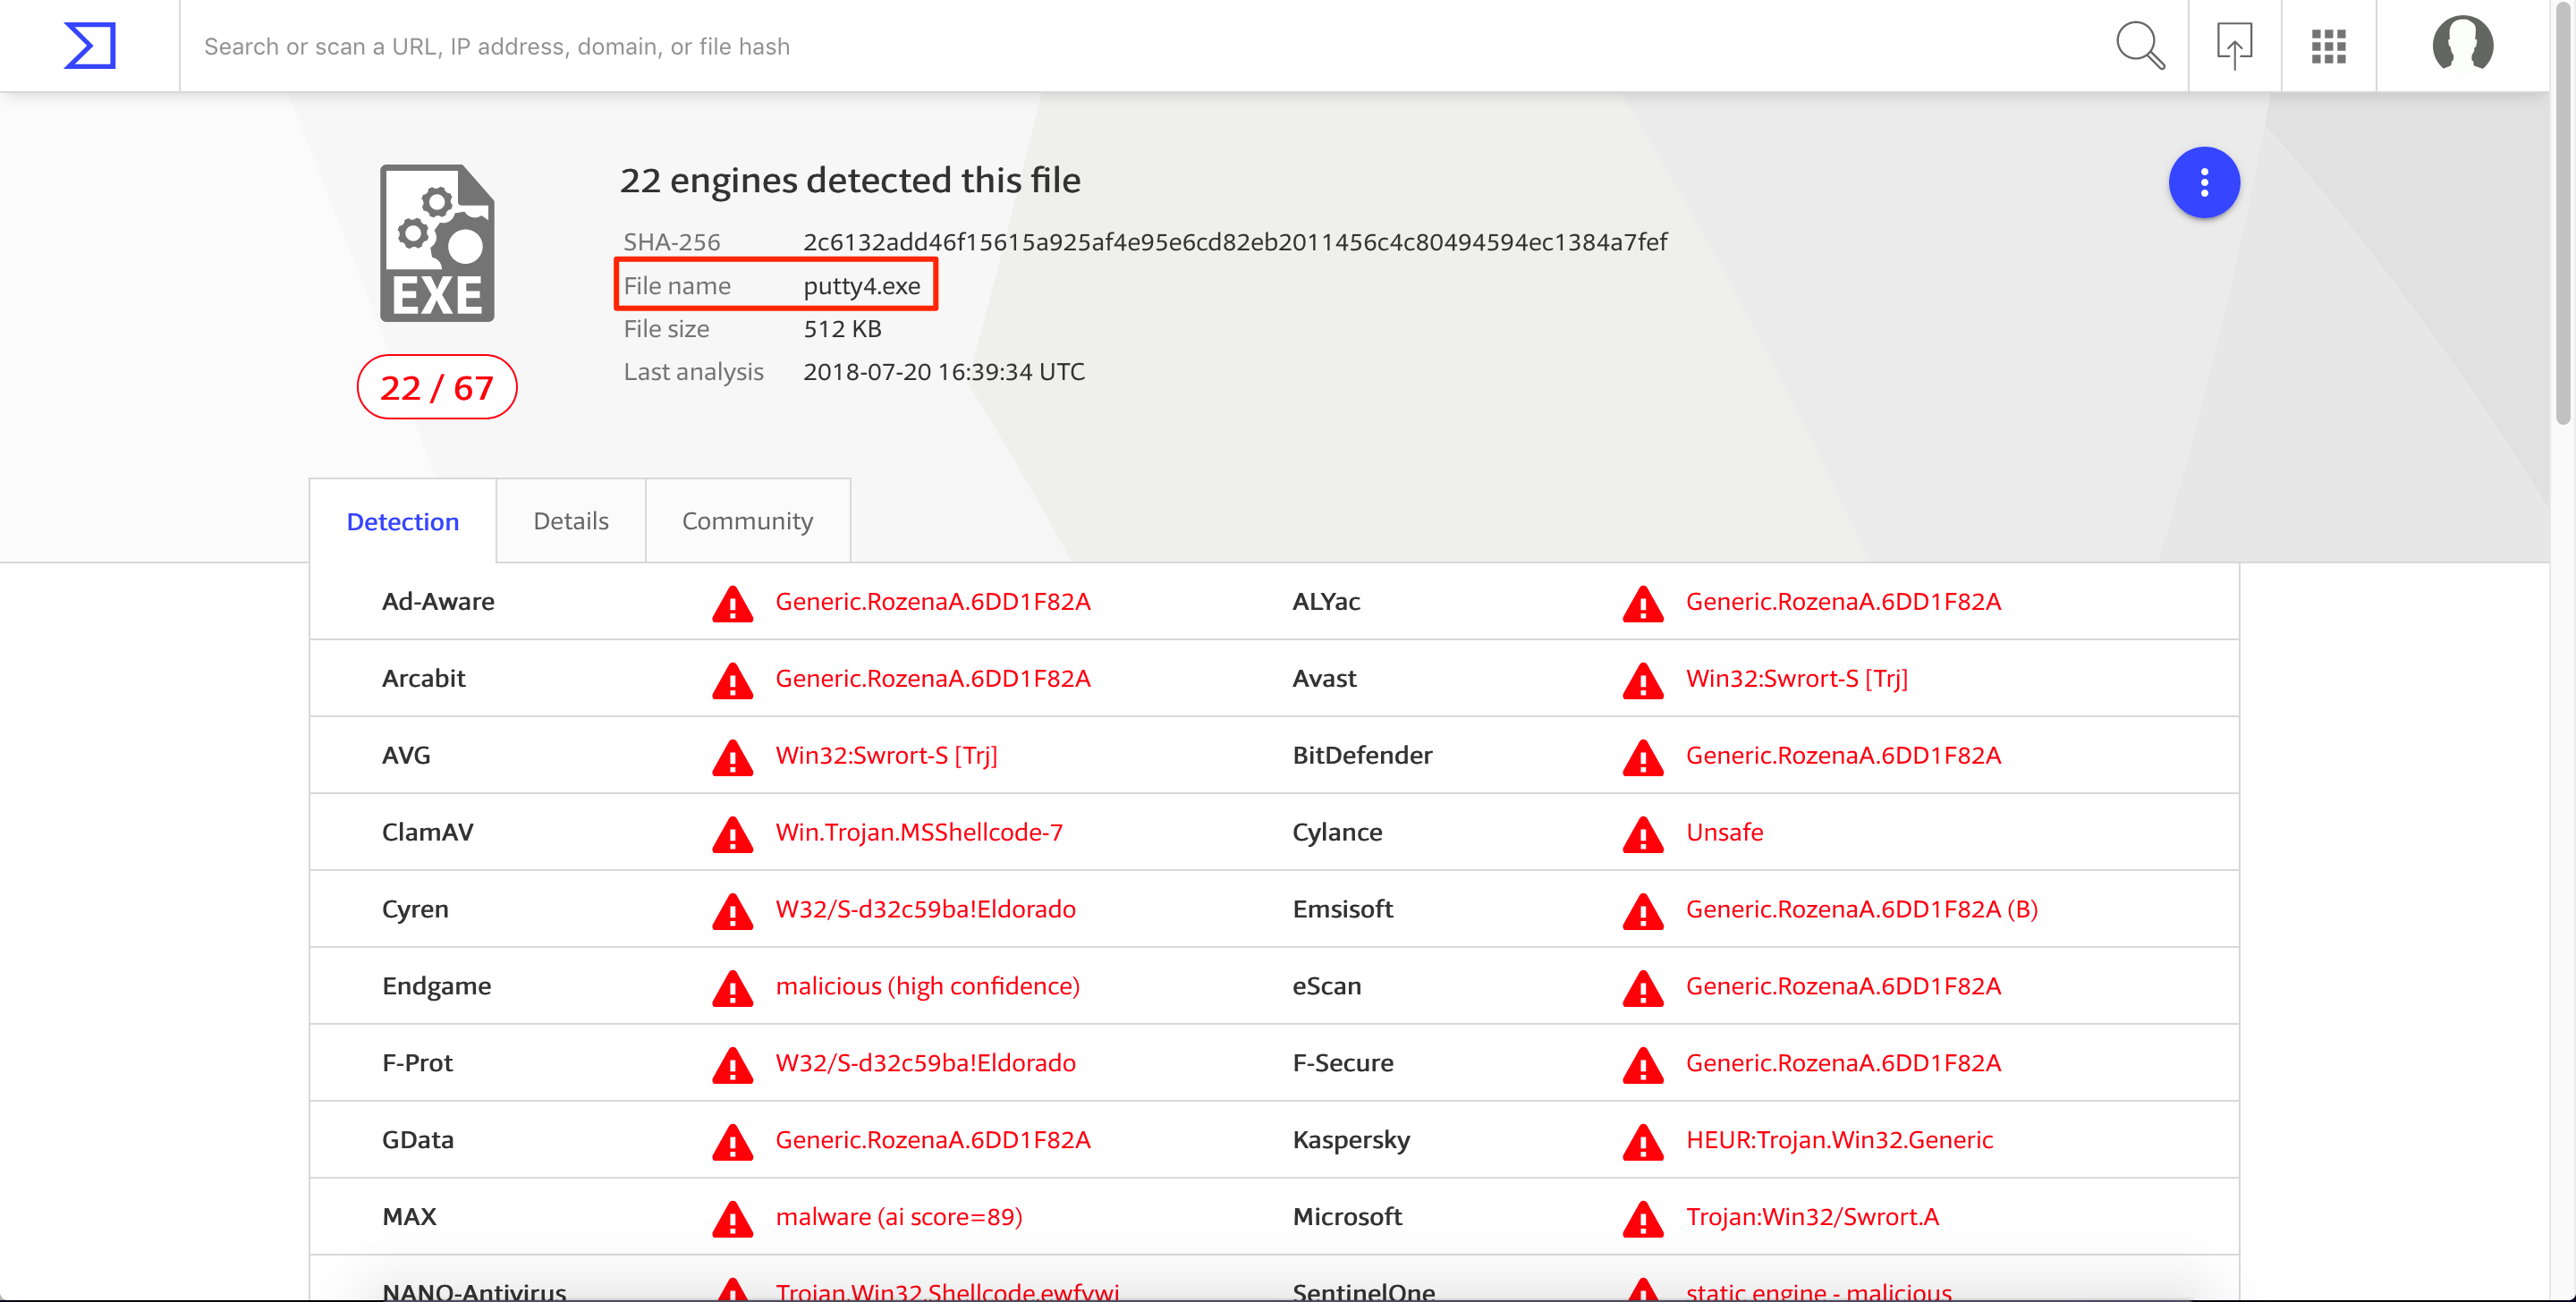 Search or scan a URL, IP address, domain, or file hash
22 engines detected this file
SHA-256 2c6132add46f15615a925af4e95e6cd82eb2011456c4c80494594ec1384a7fef
File name putty4.exe
File size 512 KB
Last analysis 2018-07-20 16:39:34 UTC
EXE
22 / 67
Detection Details Community
Ad-Aware Generic.RozenaA.6DD1F82A ALYac Generic.RozenaA.6DD1F82A
Arcabit Generic.RozenaA.6DD1F82A Avast Win32:Swrort-S [Trj]
AVG Win32:Swrort-S [Trj] BitDefender Generic.RozenaA.6DD1F82A
ClamAV Win.Trojan.MSShellcode-7 Cylance Unsafe
Cyren W32/S-d32c59ba!Eldorado Emsisoft Generic.RozenaA.6DD1F82A (B)
Endgame malicious (high confidence) eScan Generic.RozenaA.6DD1F82A
F-Prot W32/S-d32c59ba!Eldorado F-Secure Generic.RozenaA.6DD1F82A
GData Generic.RozenaA.6DD1F82A Kaspersky HEUR:Trojan.Win32.Generic
MAX malware (ai score=89) Microsoft Trojan:Win32/Swrort.A
NANO-Antivirus Trojan.Win32.Shellcode.ewfvwj SentinelOne static engine - malicious